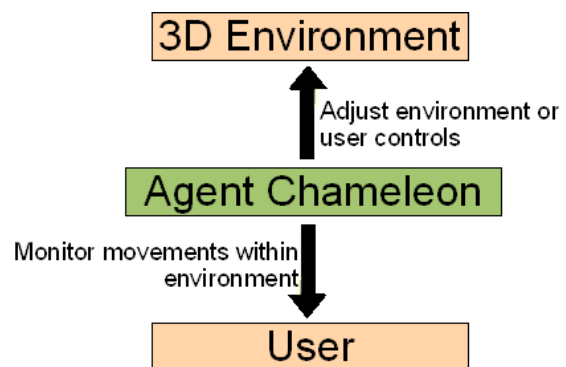 3D Environment
Adjust environment or
user controls
Agent Chameleon
Monitor movements within
environment
User